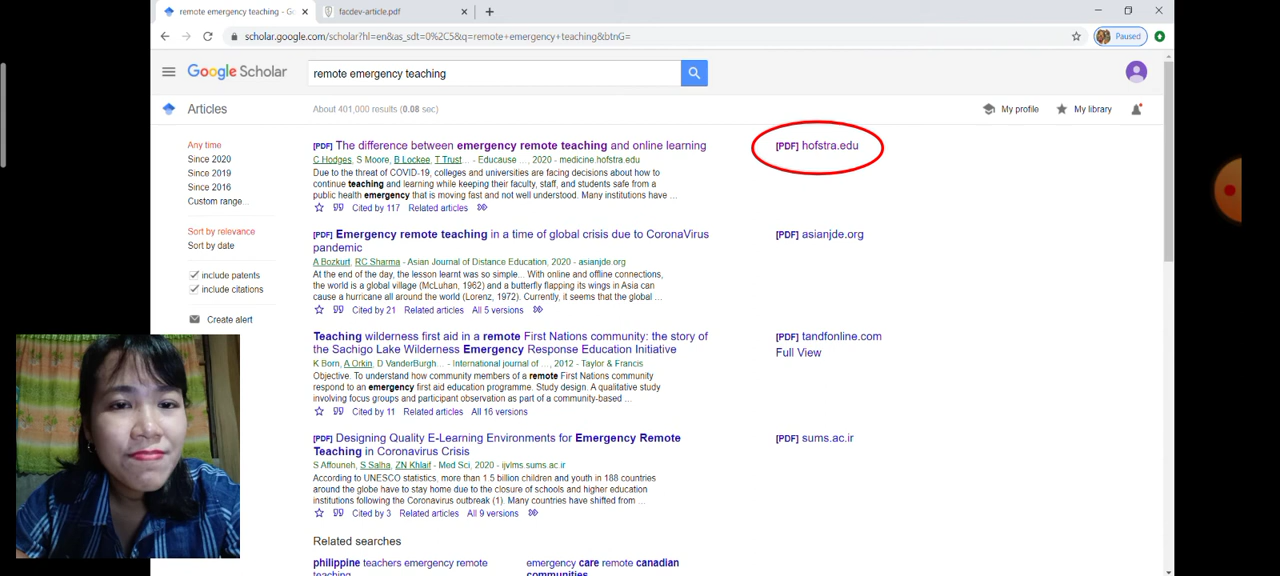 remote emergency teaching - Go
facdev-article.pdf
scholar.google.com/scholar?hl=en&as_sdt=0%2C5&q=remote+emergency+teaching&btnG=
Paused
Google Scholar
remote emergency teaching
Articles
About 401,000 results (0.08 sec)
My profile
My library
Any time
Since 2020
Since 2019
Since 2016
Custom range...
Sort by relevance
Sort by date
include patents
include citations
Create alert
[PDF] The difference between emergency remote teaching and online learning
C Hodges, S Moore, B Lockee, T Trust... - Educause ..., 2020 - medicine.hofstra.edu
Due to the threat of COVID-19, colleges and universities are facing decisions about how to
continue teaching and learning while keeping their faculty, staff, and students safe from a
public health emergency that is moving fast and not well understood. Many institutions have ...
Cited by 117 Related articles
[PDF] hofstra.edu
[PDF] Emergency remote teaching in a time of global crisis due to CoronaVirus
pandemic
A Bozkurt, RC Sharma - Asian Journal of Distance Education, 2020 - asianjde.org
At the end of the day, the lesson learnt was so simple... With online and offline connections,
the world is a global village (McLuhan, 1962) and a butterfly flapping its wings in Asia can
cause a hurricane all around the world (Lorenz, 1972). Currently, it seems that the global ...
Cited by 21 Related articles All 5 versions
[PDF] asianjde.org
Teaching wilderness first aid in a remote First Nations community: the story of
the Sachigo Lake Wilderness Emergency Response Education Initiative
K Born, A Orkin, D VanderBurgh... - International journal of ..., 2012 - Taylor & Francis
Objective. To understand how community members of a remote First Nations community
respond to an emergency first aid education programme. Study design. A qualitative study
involving focus groups and participant observation as part of a community-based ...
Cited by 11 Related articles All 16 versions
[PDF] tandfonline.com
Full View
[PDF] Designing Quality E-Learning Environments for Emergency Remote
Teaching in Coronavirus Crisis
S Affouneh, S Salha, ZN Khlaif - Med Sci, 2020 - ijvlms.sums.ac.ir
According to UNESCO statistics, more than 1.5 billion children and youth in 188 countries
around the globe have to stay home due to the closure of schools and higher education
institutions following the Coronavirus outbreak (1). Many countries have shifted from ...
Cited by 3 Related articles All 9 versions
[PDF] sums.ac.ir
Related searches
philippine teachers emergency remote
teaching
emergency care remote canadian
communities